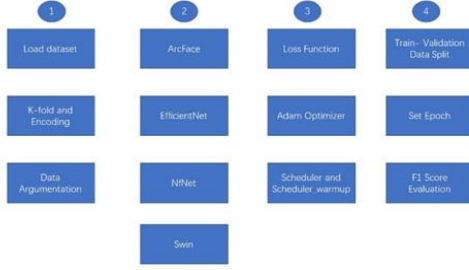 1
Load dataset
K-fold and
Encoding
Data
Argumentation
2
ArcFace
EfficientNet
NfNet
Swin
3
Loss Function
Adam Optimizer
Scheduler and
Scheduler_warmup
4
Train- Validation
Data Split
Set Epoch
F1 Score
Evaluation